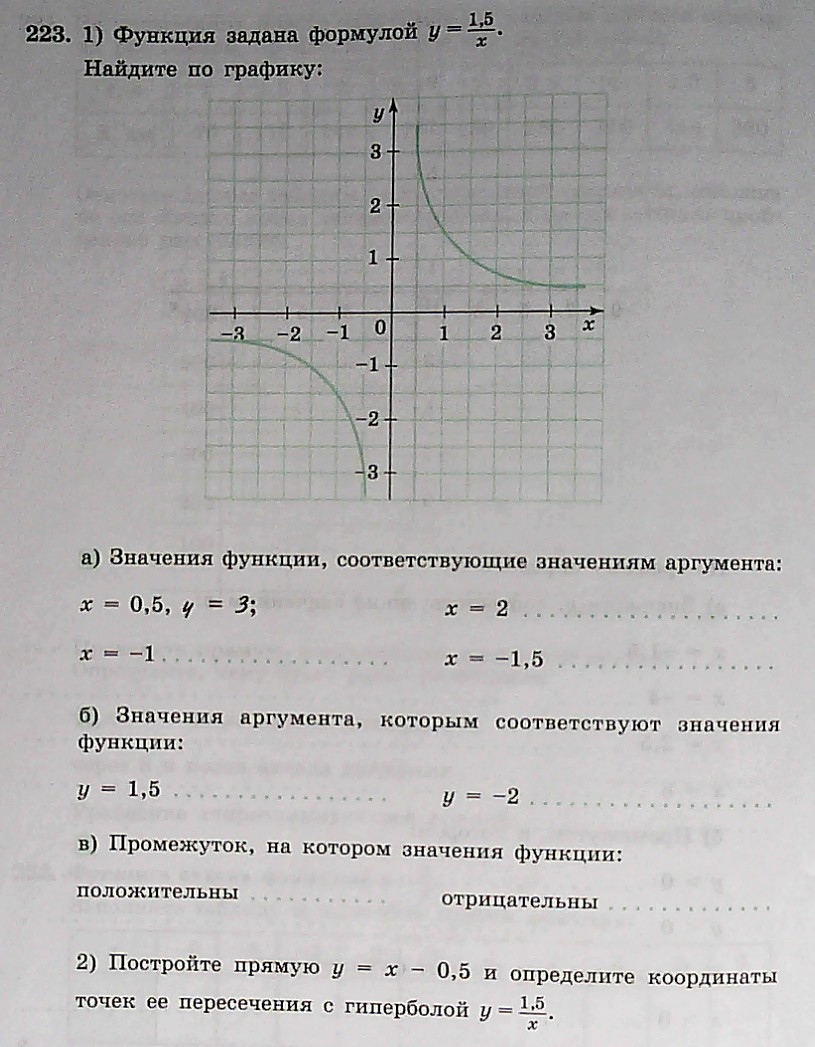 223. 1) Функция задана формулой y = 1,5/x.
Найдите по графику:
y
3
2
1
-3 -2 -1 0 1 2 3 x
-1
-2
-3
а) Значения функции, соответствующие значениям аргумента:
x = 0,5, y = 3; x = 2 ....................
x = −1.................. x = −1,5 .................
б) Значения аргумента, которым соответствуют значения
функции:
y = 1,5 ................. y = −2 ...................
в) Промежуток, на котором значения функции:
положительны ........... отрицательны .............
2) Постройте прямую y = x − 0,5 и определите координаты
точек ее пересечения с гиперболой y = 1,5/x.